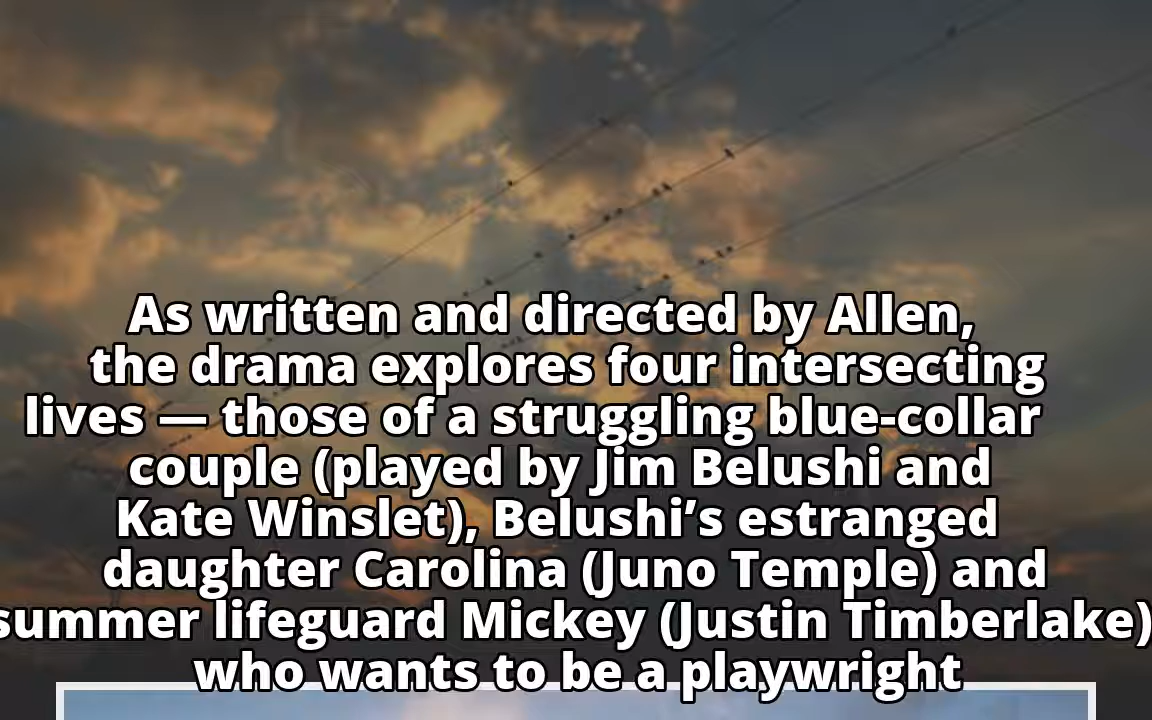 As written and directed by Allen,
the drama explores four intersecting
lives — those of a struggling blue-collar
couple (played by Jim Belushi and
Kate Winslet), Belushi’s estranged
daughter Carolina (Juno Temple) and
summer lifeguard Mickey (Justin Timberlake)
who wants to be a playwright